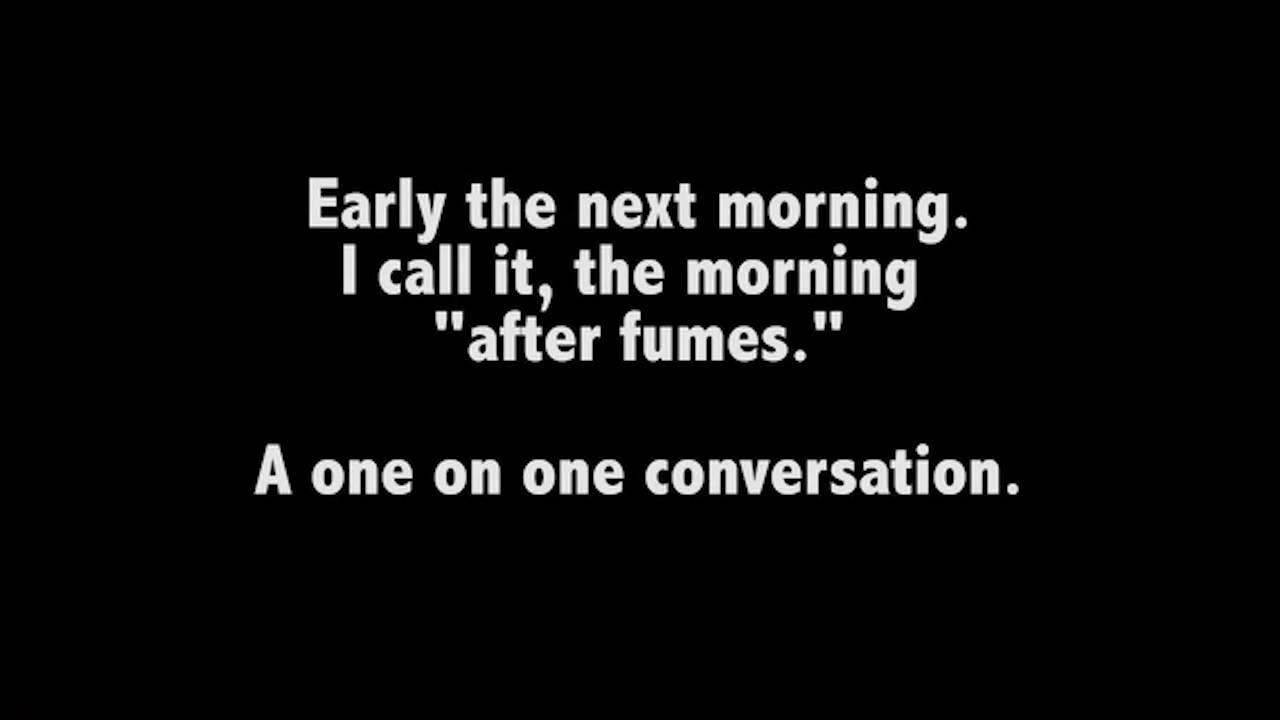 Early the next morning.
I call it, the morning
"after fumes."
A one on one conversation.